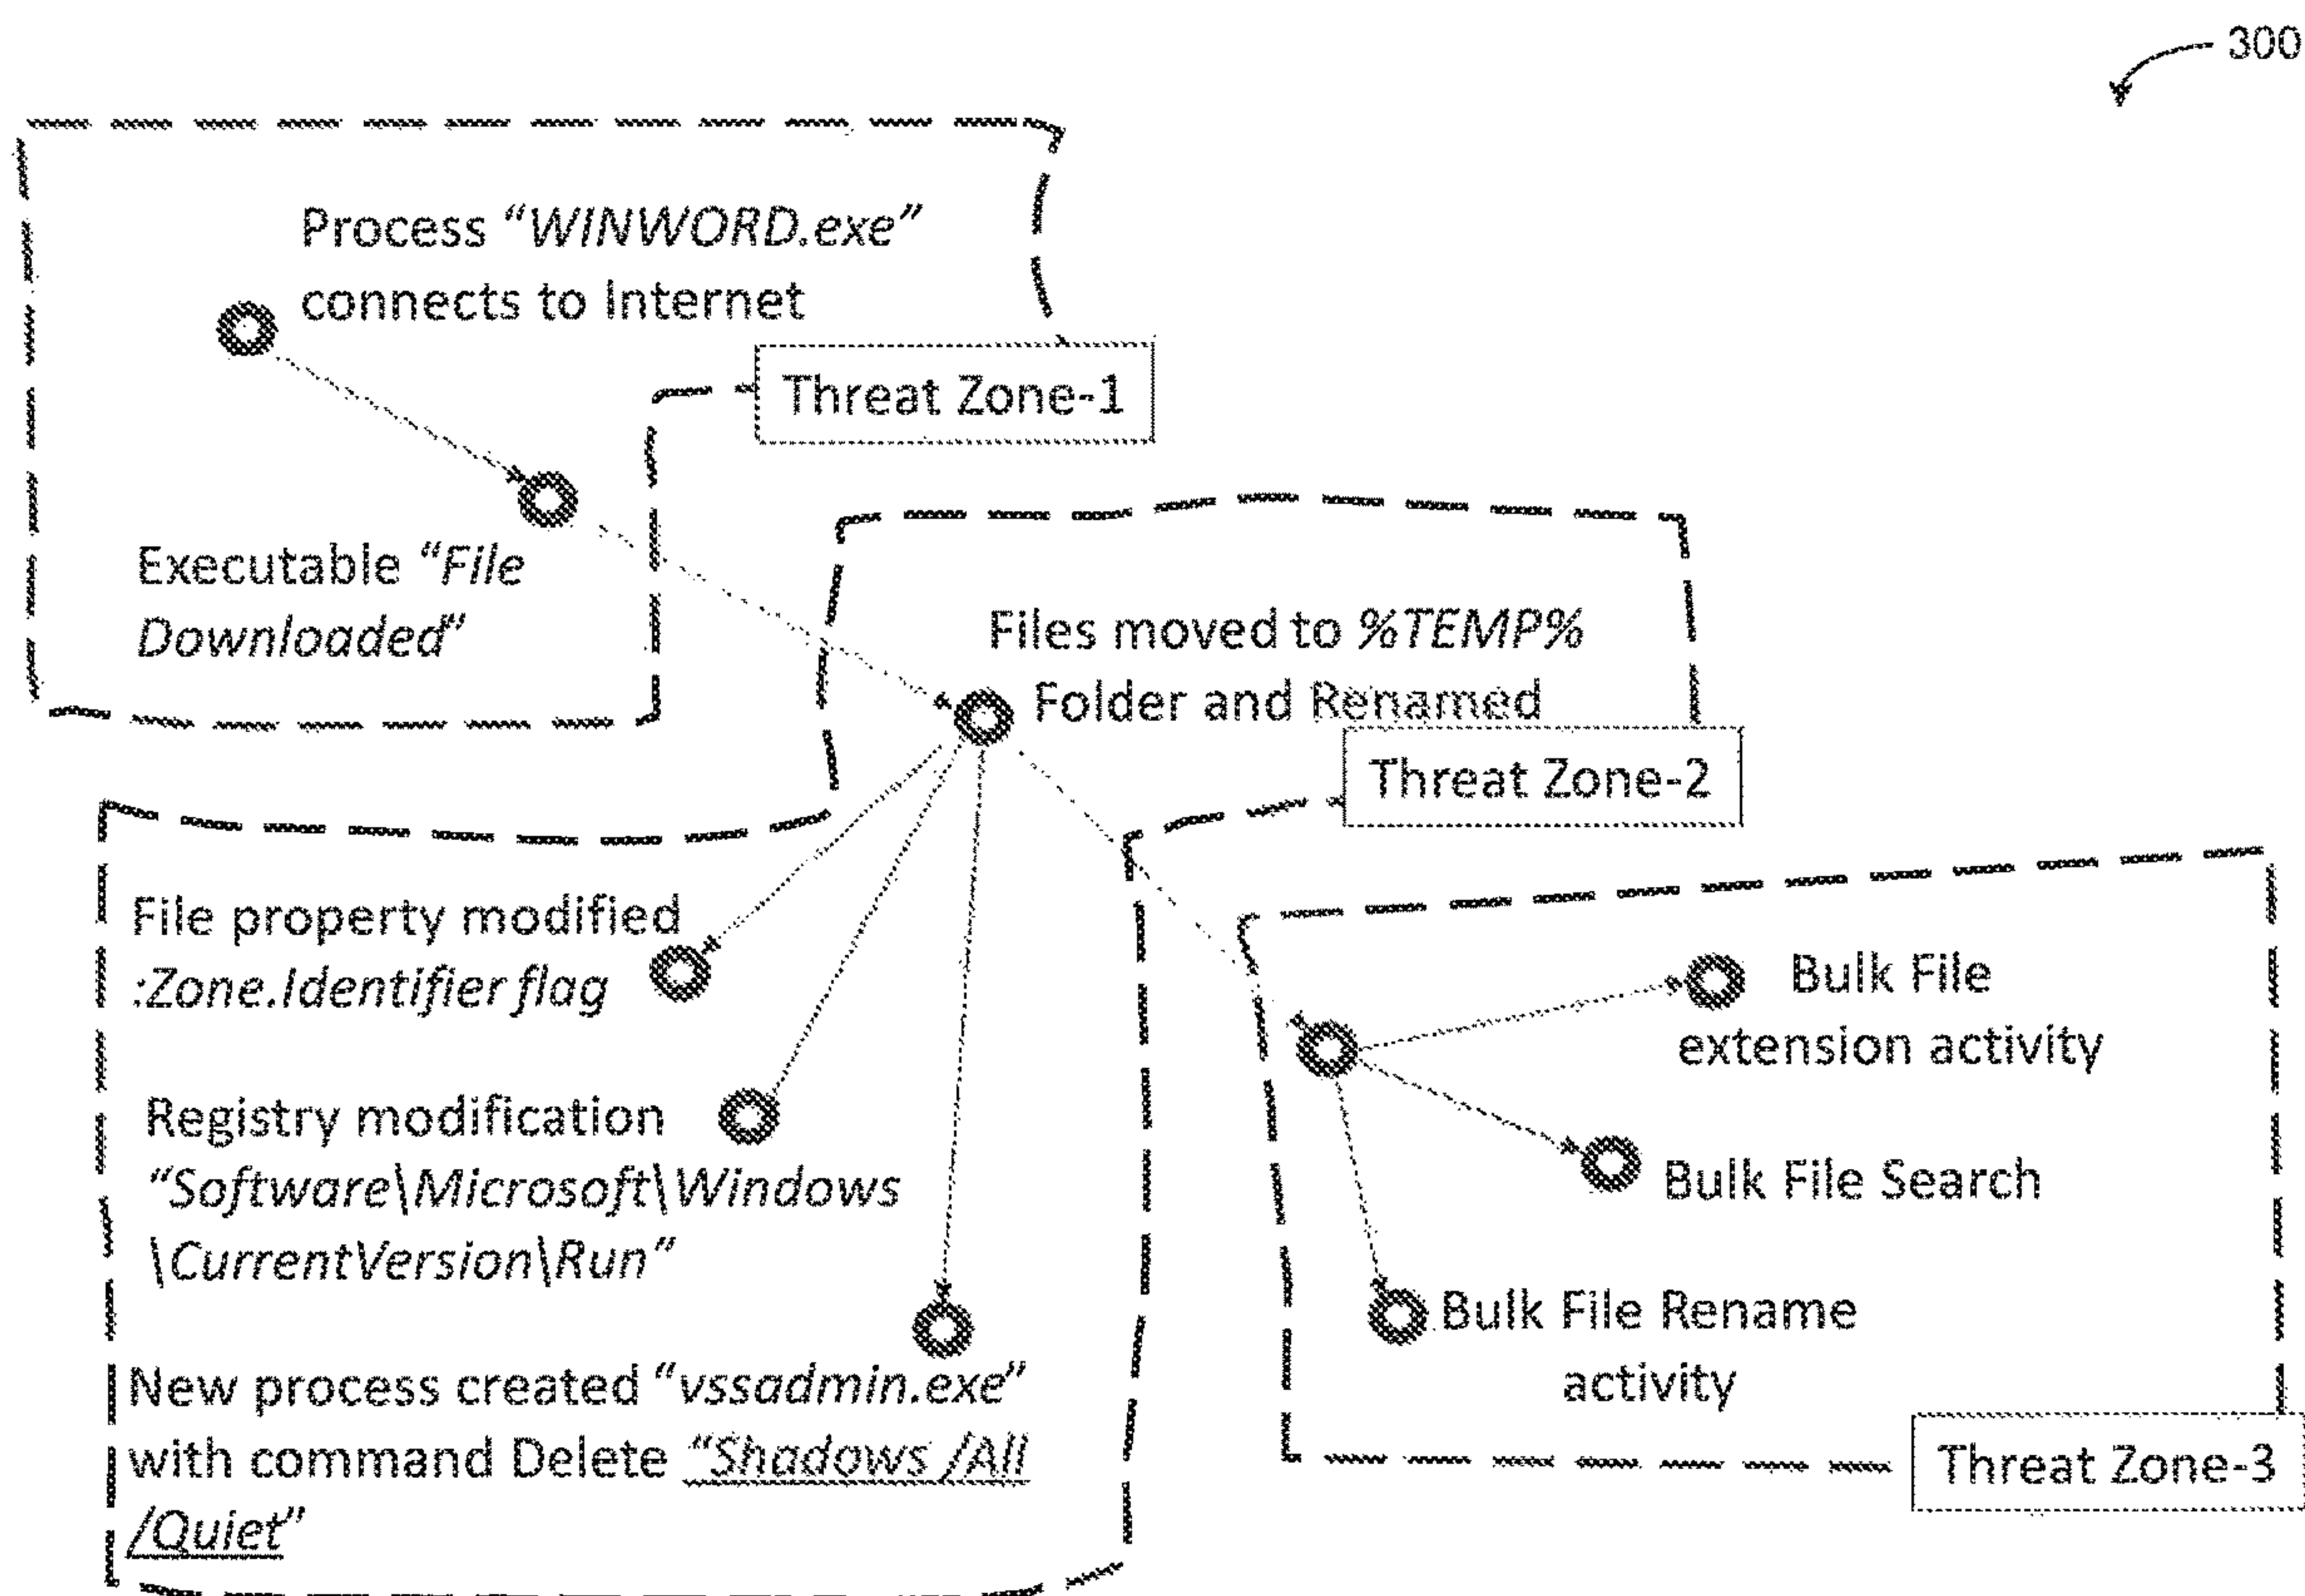 300
Process “WINWORD.exe”
connects to Internet
Threat Zone-1
Executable “File
Downloaded”
Files moved to %TEMP%
Folder and Renamed
Threat Zone-2
File property modified
:Zone.Identifier flag
Registry modification
“Software\Microsoft\Windows
\CurrentVersion\Run”
New process created “vssadmin.exe”
with command Delete “Shadows /All
/Quiet”
Bulk File
extension activity
Bulk File Search
Bulk File Rename
activity
Threat Zone-3